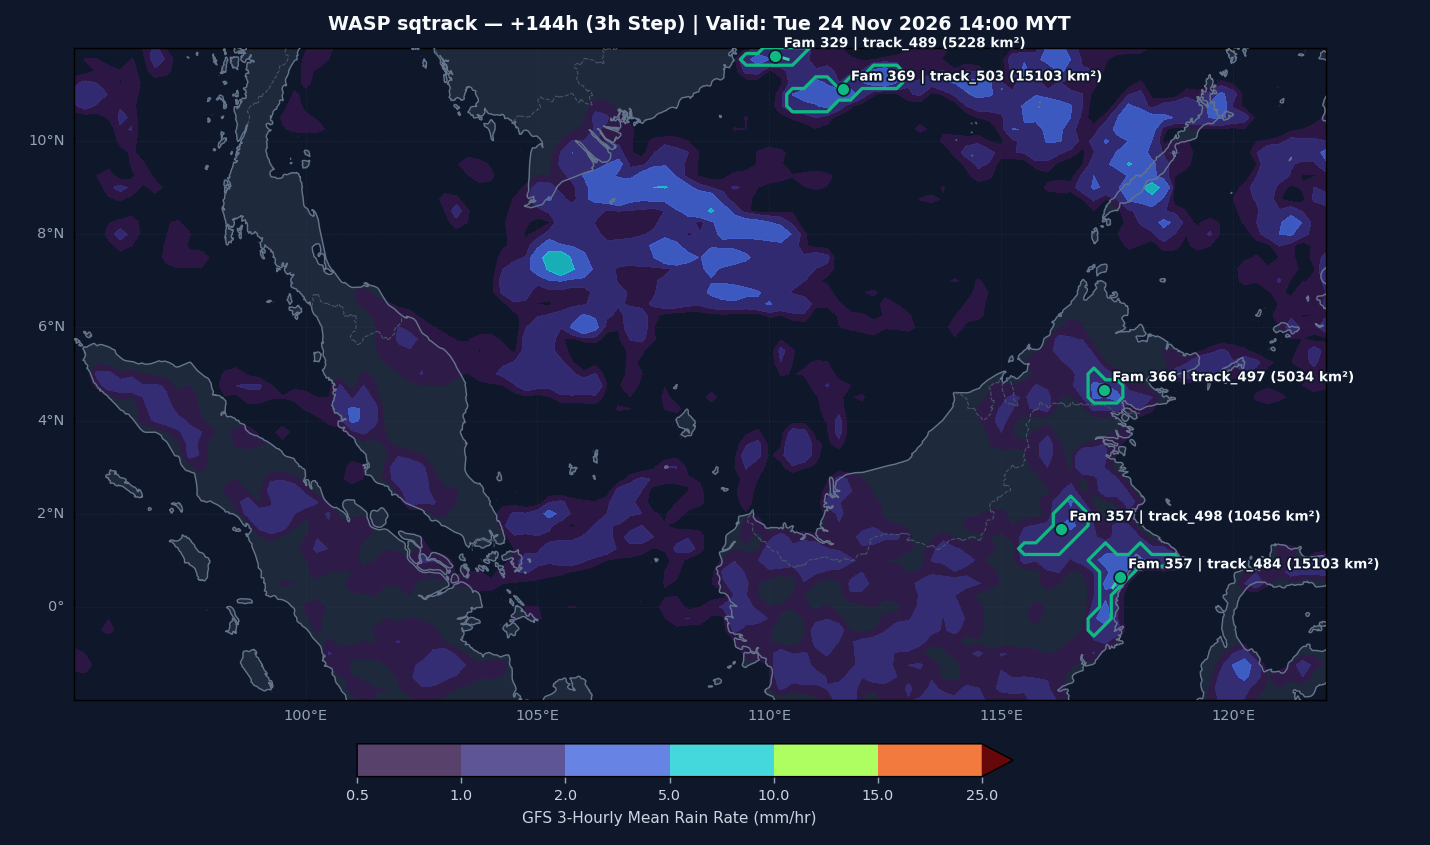 WASP sqtrack — +144h (3h Step) | Valid: Tue 24 Nov 2026 14:00 MYT
Fam 329 | track_489 (5228 km²)
Fam 369 | track_503 (15103 km²)
10°N
8°N
6°N
Fam 366 | track_497 (5034 km²)
4°N
2°N
Fam 357 | track_498 (10456 km²)
Fam 357 | track_484 (15103 km²)
0°
100°E
105°E
110°E
115°E
120°E
0.5
1.0
2.0
5.0
10.0
15.0
25.0
GFS 3-Hourly Mean Rain Rate (mm/hr)